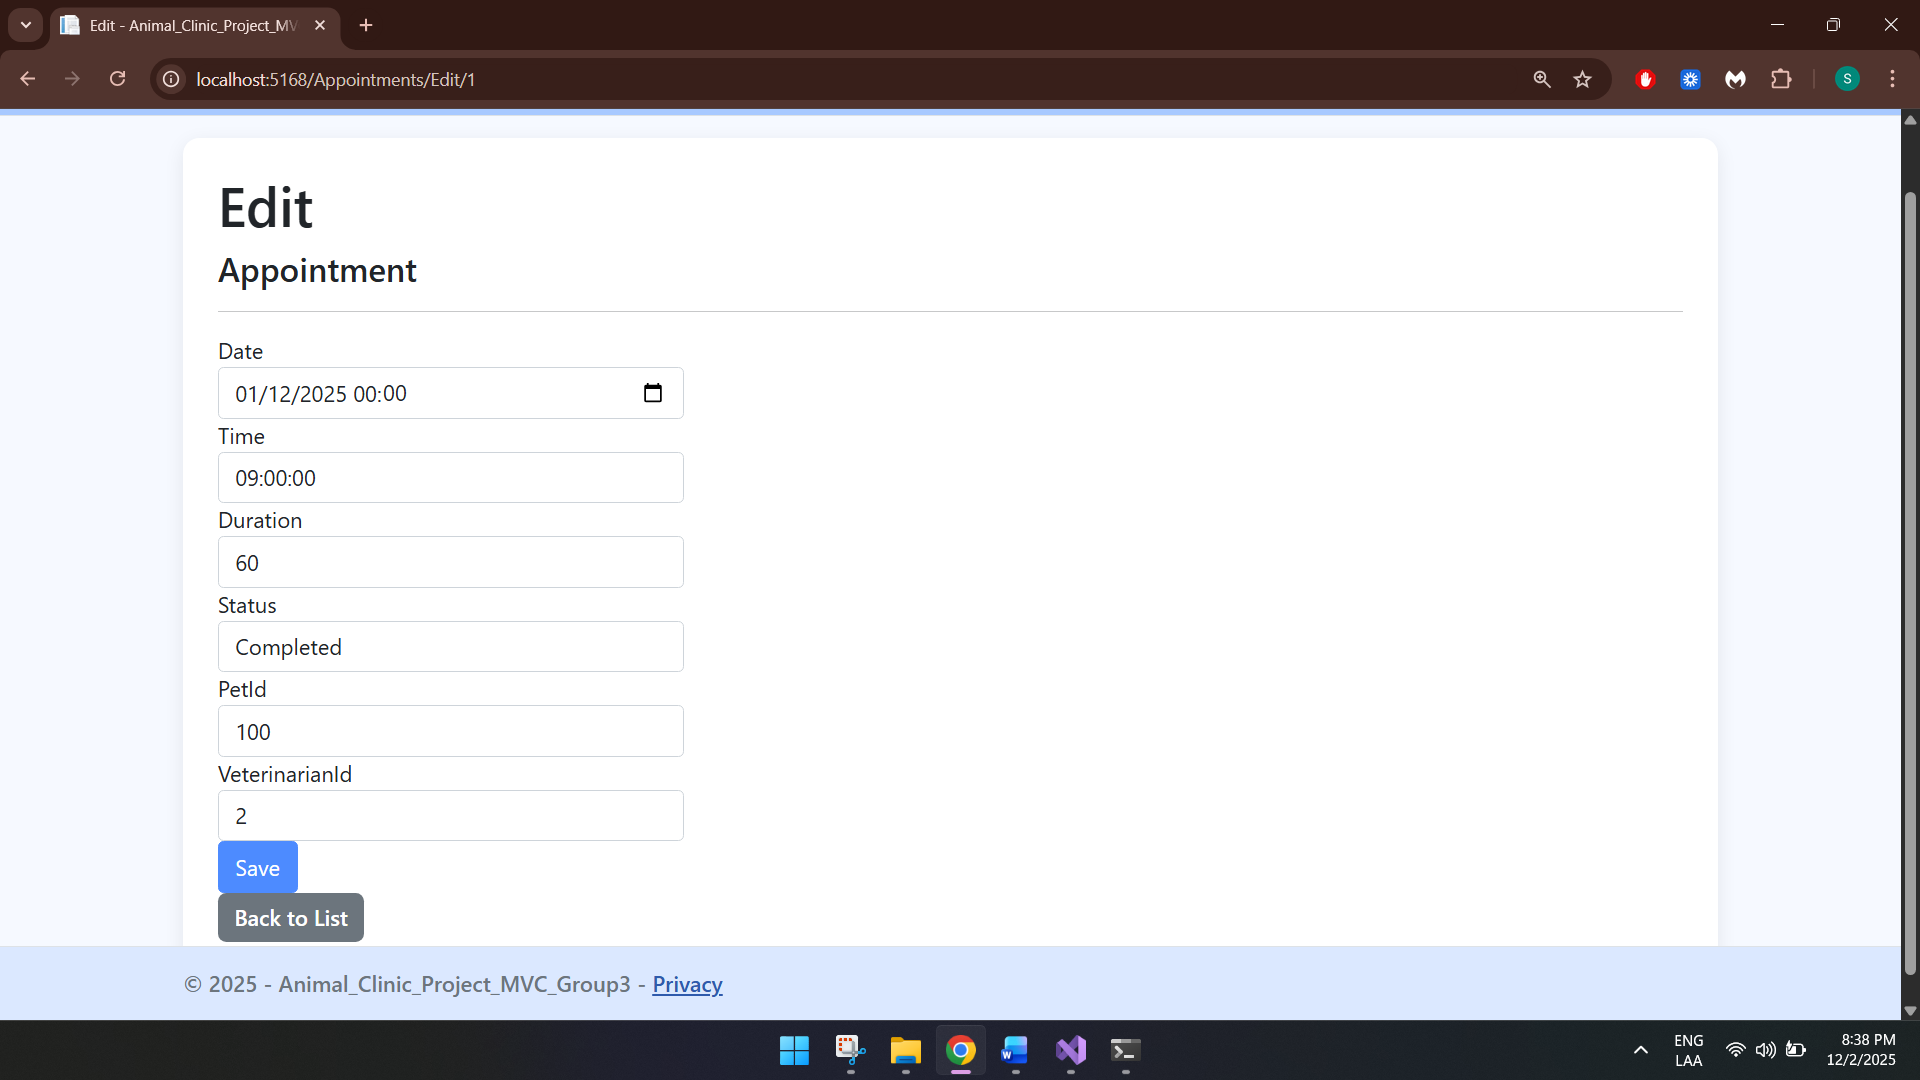 Edit - Animal_Clinic_Project_MV
localhost:5168/Appointments/Edit/1
S
Edit
Appointment
Date
01/12/2025 00:00
Time
09:00:00
Duration
60
Status
Completed
PetId
100
VeterinarianId
2
Save
Back to List
© 2025 - Animal_Clinic_Project_MVC_Group3 - Privacy
ENG
LAA
8:38 PM
12/2/2025